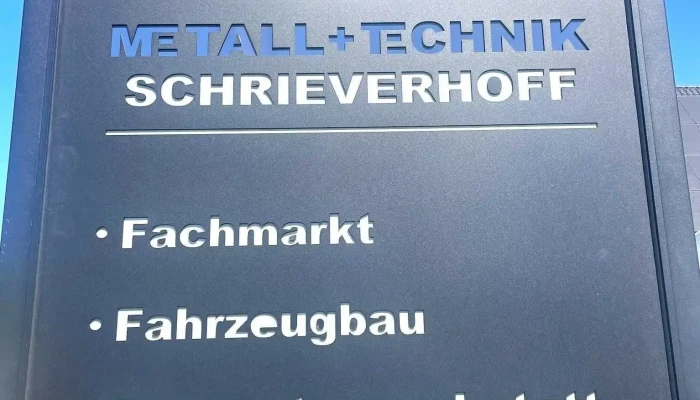 METALL+TECHNIK
SCHRIEVERHOFF
• Fachmarkt
• Fahrzeugbau